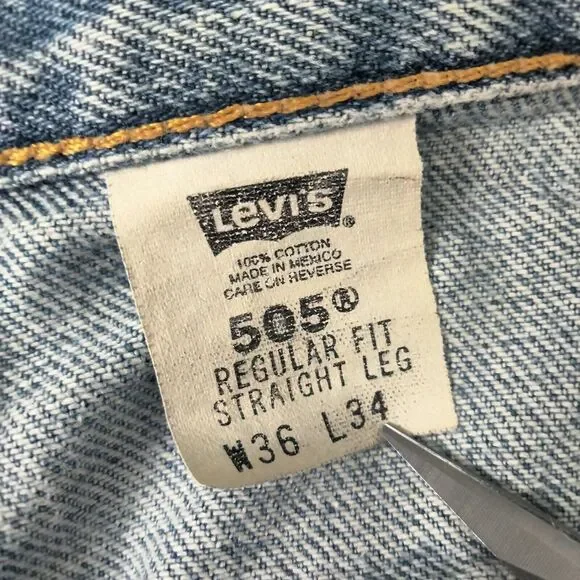 Levi's ®
100% COTTON
MADE IN MEXICO
CARE ON REVERSE
505®
REGULAR FIT
STRAIGHT LEG
W36 L34